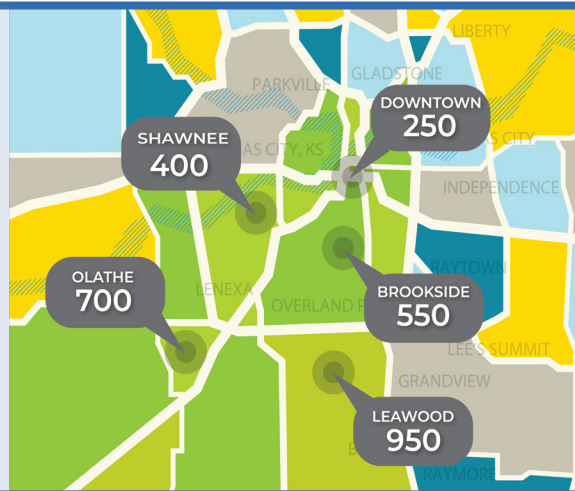 LIBERTY
PARKVILLE
GLADSTONE
DOWNTOWN
250
SHAWNEE
400
AS CITY, KS
AS CITY
INDEPENDENCE
OLATHE
700
LENEXA
OVERLAND P
RAYTOWN
BROOKSIDE
550
LEE'S SUMMIT
GRANDVIEW
LEAWOOD
950
B
RAYMORE